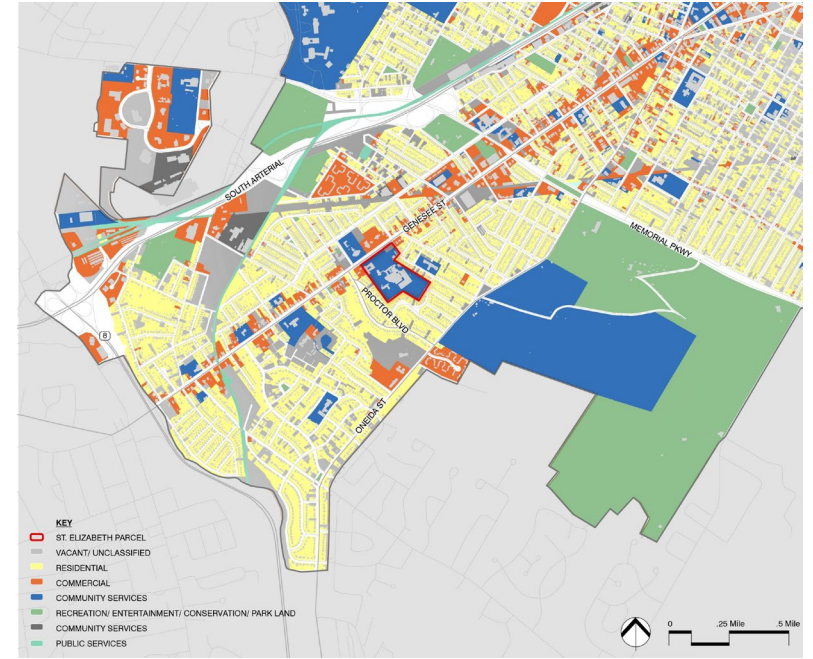 SOUTH ARTERIAL
GENESEE ST
MEMORIAL PKWY
PROCTOR BLVD
8
ONEIDA ST
KEY
ST. ELIZABETH PARCEL
VACANT/ UNCLASSIFIED
RESIDENTIAL
COMMERCIAL
COMMUNITY SERVICES
RECREATION/ ENTERTAINMENT/ CONSERVATION/ PARK LAND
COMMUNITY SERVICES
PUBLIC SERVICES
0 .25 Mile .5 Mile